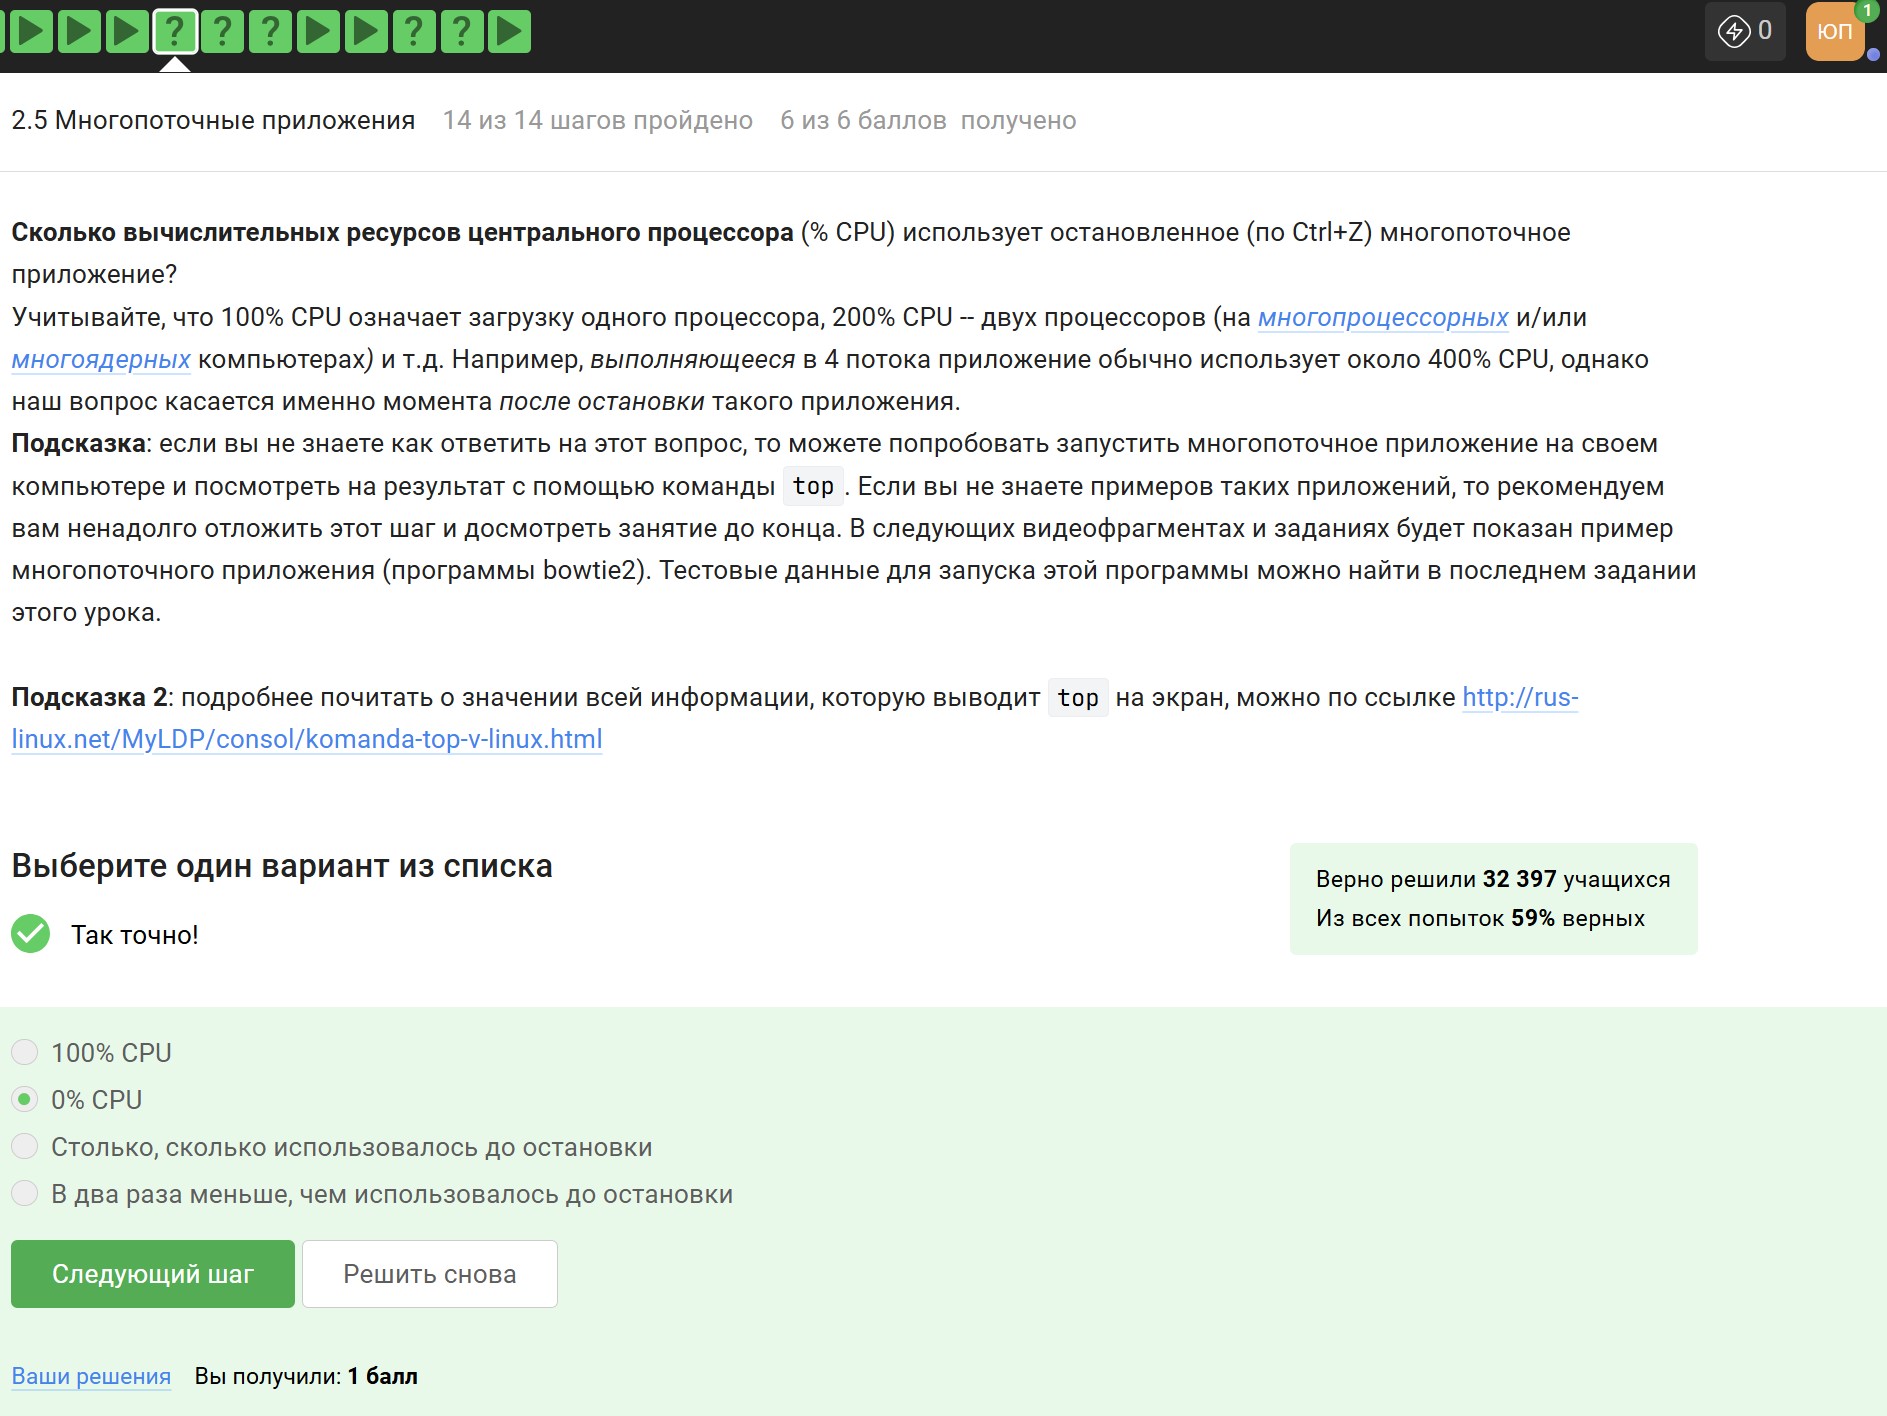 ? ? ? ? ? 0 ЮП 1
2.5 Многопоточные приложения 14 из 14 шагов пройдено 6 из 6 баллов получено
Сколько вычислительных ресурсов центрального процессора (% CPU) использует остановленное (по Ctrl+Z) многопоточное
приложение?
Учитывайте, что 100% CPU означает загрузку одного процессора, 200% CPU -- двух процессоров (на многопроцессорных и/или
многоядерных компьютерах) и т.д. Например, выполняющееся в 4 потока приложение обычно использует около 400% CPU, однако
наш вопрос касается именно момента после остановки такого приложения.
Подсказка: если вы не знаете как ответить на этот вопрос, то можете попробовать запустить многопоточное приложение на своем
компьютере и посмотреть на результат с помощью команды top. Если вы не знаете примеров таких приложений, то рекомендуем
вам ненадолго отложить этот шаг и досмотреть занятие до конца. В следующих видеофрагментах и заданиях будет показан пример
многопоточного приложения (программы bowtie2). Тестовые данные для запуска этой программы можно найти в последнем задании
этого урока.
Подсказка 2: подробнее почитать о значении всей информации, которую выводит top на экран, можно по ссылке http://rus-
linux.net/MyLDP/consol/komanda-top-v-linux.html
Выберите один вариант из списка
Верно решили 32 397 учащихся
Из всех попыток 59% верных
Так точно!
100% CPU
0% CPU
Столько, сколько использовалось до остановки
В два раза меньше, чем использовалось до остановки
Следующий шаг Решить снова
Ваши решения Вы получили: 1 балл